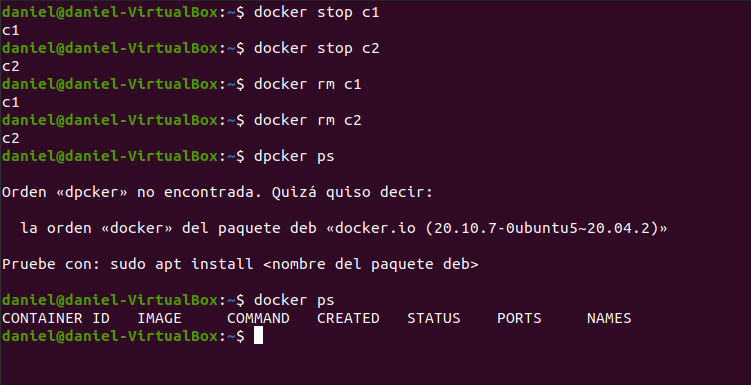 daniel@daniel-VirtualBox:~$ docker stop c1
c1
daniel@daniel-VirtualBox:~$ docker stop c2
c2
daniel@daniel-VirtualBox:~$ docker rm c1
c1
daniel@daniel-VirtualBox:~$ docker rm c2
c2
daniel@daniel-VirtualBox:~$ dpcker ps

Orden «dpcker» no encontrada. Quizá quiso decir:

  la orden «docker» del paquete deb «docker.io (20.10.7-0ubuntu5~20.04.2)»

Pruebe con: sudo apt install <nombre del paquete deb>

daniel@daniel-VirtualBox:~$ docker ps
CONTAINER ID   IMAGE     COMMAND   CREATED   STATUS    PORTS     NAMES
daniel@daniel-VirtualBox:~$